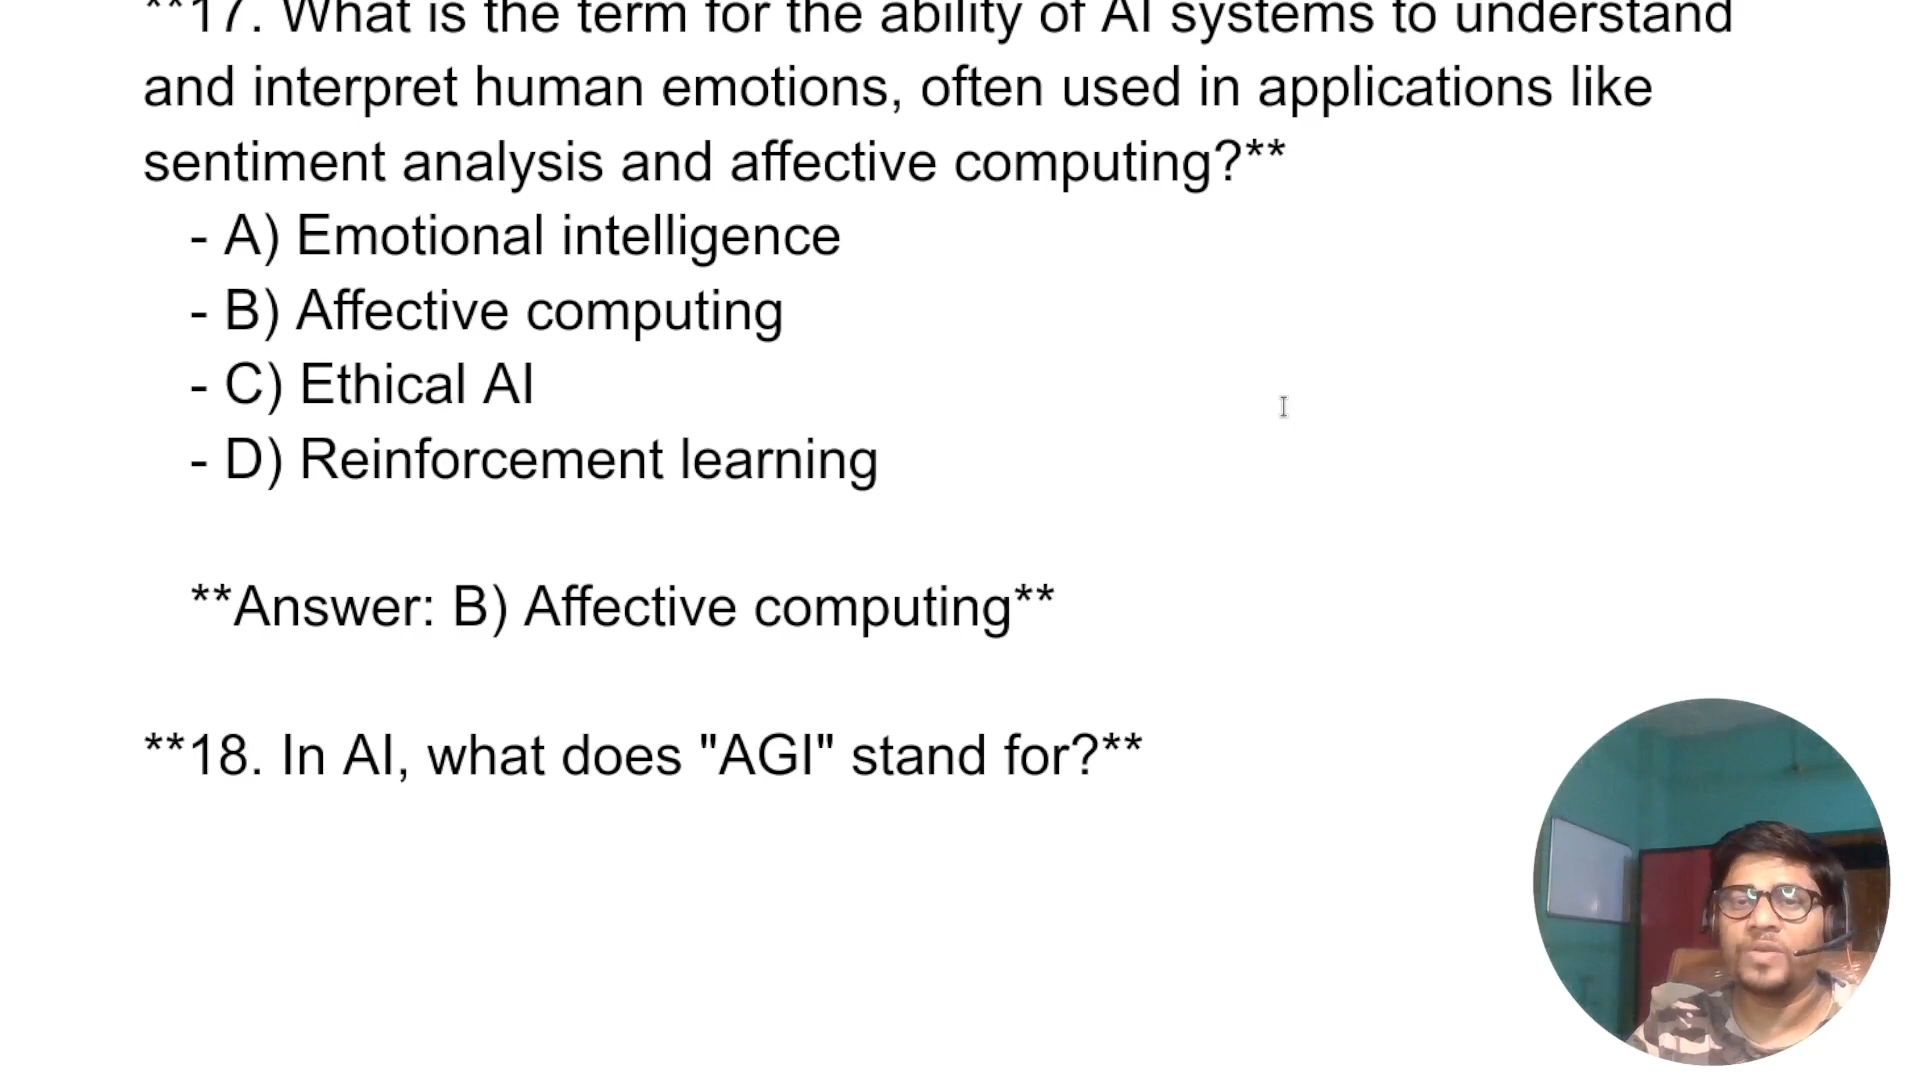 **17. What is the term for the ability of AI systems to understand
and interpret human emotions, often used in applications like
sentiment analysis and affective computing?**
- A) Emotional intelligence
- B) Affective computing
- C) Ethical AI
- D) Reinforcement learning
**Answer: B) Affective computing**
**18. In AI, what does "AGI" stand for?**